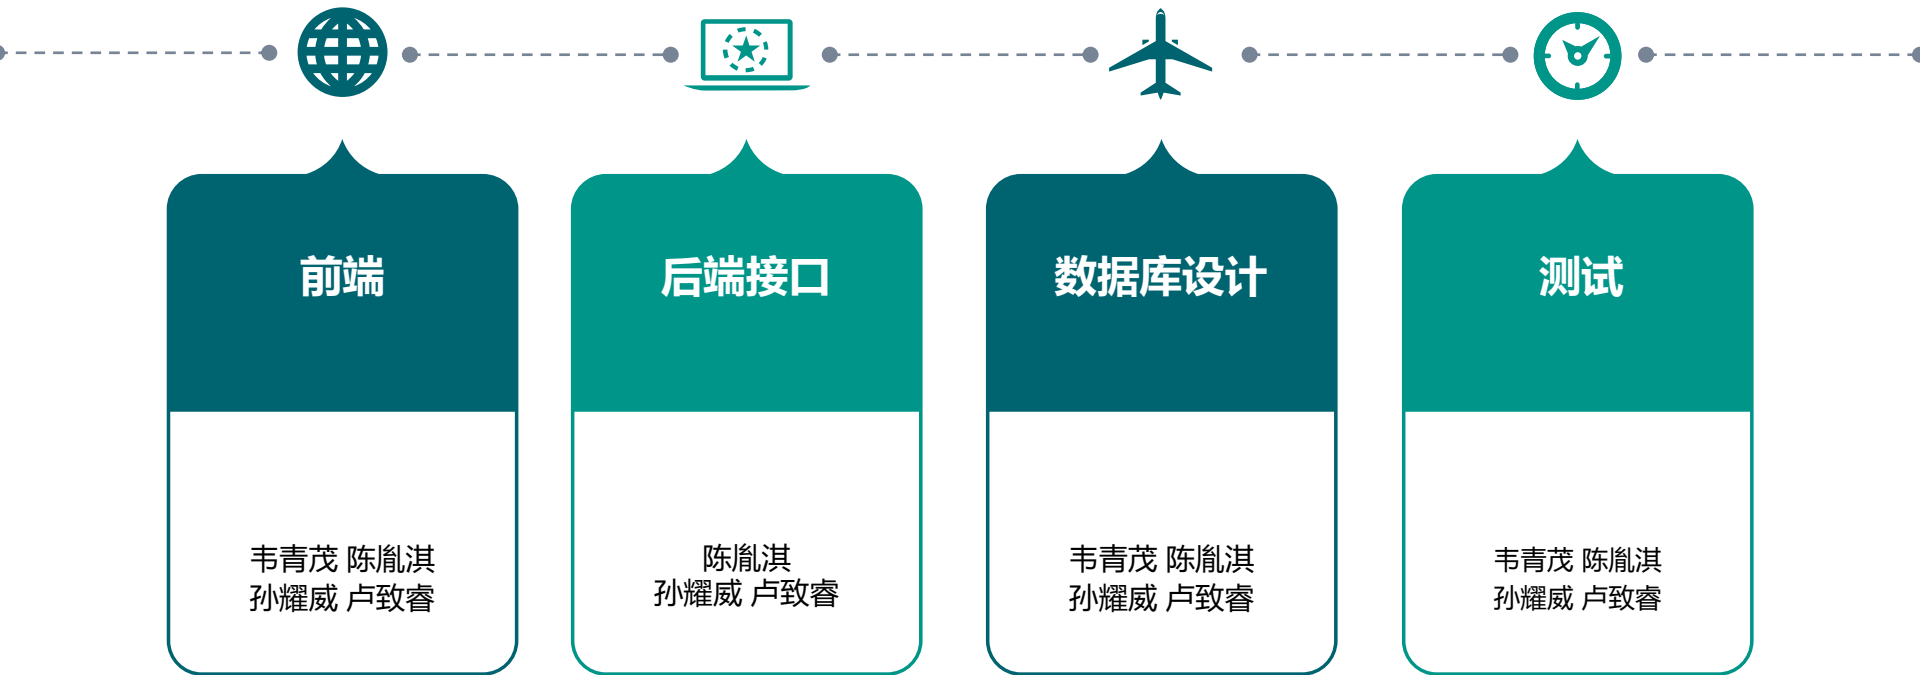 前端
后端接口
数据库设计
测试
韦青茂 陈胤淇
孙耀威 卢致睿
陈胤淇
孙耀威 卢致睿
韦青茂 陈胤淇
孙耀威 卢致睿
韦青茂 陈胤淇
孙耀威 卢致睿